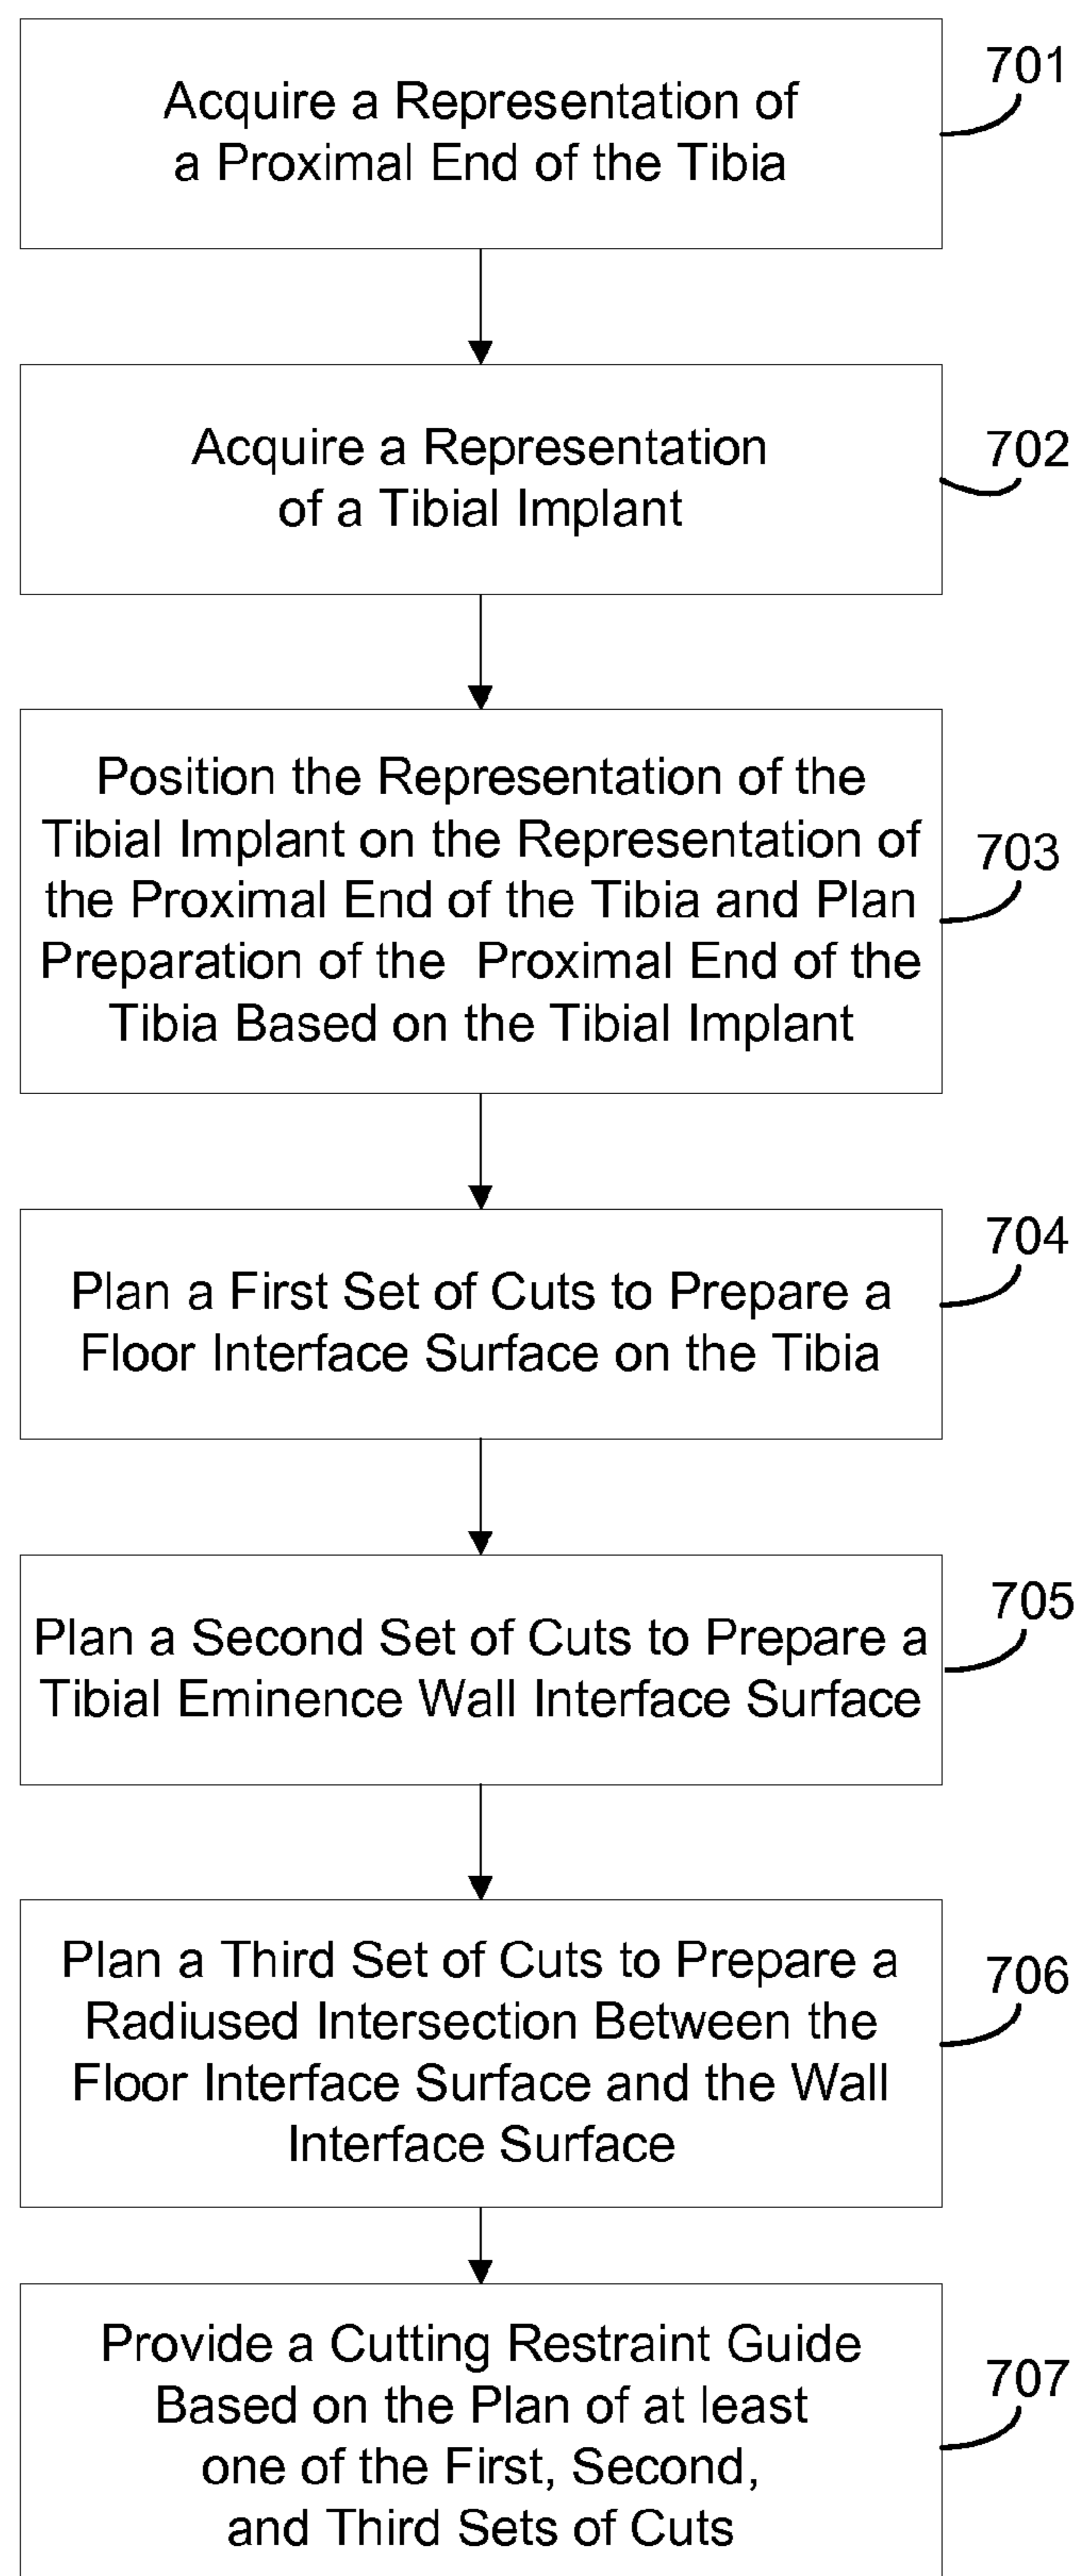 Acquire a Representation of
a Proximal End of the Tibia
701
Acquire a Representation
of a Tibial Implant
702
Position the Representation of the
Tibial Implant on the Representation of
the Proximal End of the Tibia and Plan
Preparation of the Proximal End of the
Tibia Based on the Tibial Implant
703
Plan a First Set of Cuts to Prepare a
Floor Interface Surface on the Tibia
704
Plan a Second Set of Cuts to Prepare a
Tibial Eminence Wall Interface Surface
705
Plan a Third Set of Cuts to Prepare a
Radiused Intersection Between the
Floor Interface Surface and the Wall
Interface Surface
706
Provide a Cutting Restraint Guide
Based on the Plan of at least
one of the First, Second,
and Third Sets of Cuts
707